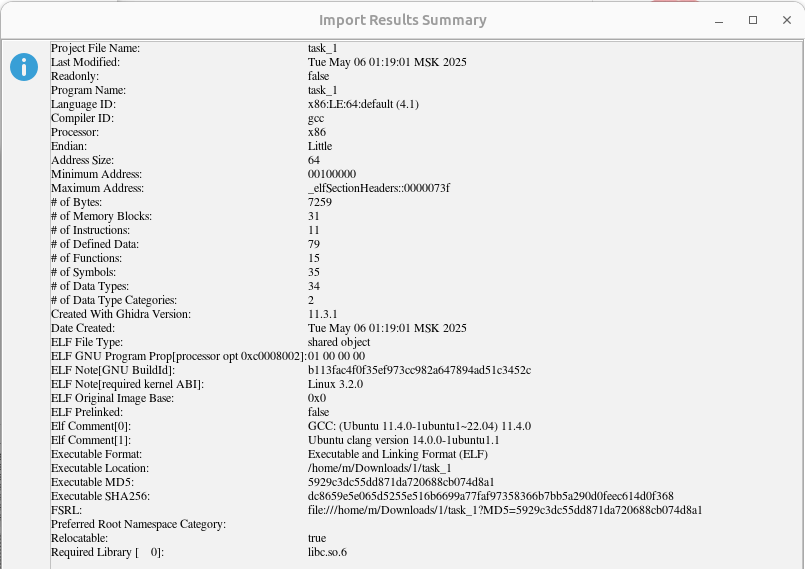 Import Results Summary
Project File Name: task_1
Last Modified: Tue May 06 01:19:01 MSK 2025
Readonly: false
Program Name: task_1
Language ID: x86:LE:64:default (4.1)
Compiler ID: gcc
Processor: x86
Endian: Little
Address Size: 64
Minimum Address: 00100000
Maximum Address: _elfSectionHeaders::0000073f
# of Bytes: 7259
# of Memory Blocks: 31
# of Instructions: 11
# of Defined Data: 79
# of Functions: 15
# of Symbols: 35
# of Data Types: 34
# of Data Type Categories: 2
Created With Ghidra Version: 11.3.1
Date Created: Tue May 06 01:19:01 MSK 2025
ELF File Type: shared object
ELF GNU Program Prop[processor opt 0xc0008002]: 01 00 00 00
ELF Note[GNU BuildId]: b113fac4f0f35ef973cc982a647894ad51c3452c
ELF Note[required kernel ABI]: Linux 3.2.0
ELF Original Image Base: 0x0
ELF Prelinked: false
Elf Comment[0]: GCC: (Ubuntu 11.4.0-1ubuntu1~22.04) 11.4.0
Elf Comment[1]: Ubuntu clang version 14.0.0-1ubuntu1.1
Executable Format: Executable and Linking Format (ELF)
Executable Location: /home/m/Downloads/1/task_1
Executable MD5: 5929c3dc55dd871da720688cb074d8a1
Executable SHA256: dc8659e5e065d5255e516b6699a77faf97358366b7bb5a290d0feec614d0f368
FSRL: file:///home/m/Downloads/1/task_1?MD5=5929c3dc55dd871da720688cb074d8a1
Preferred Root Namespace Category:
Relocatable: true
Required Library [ 0]: libc.so.6